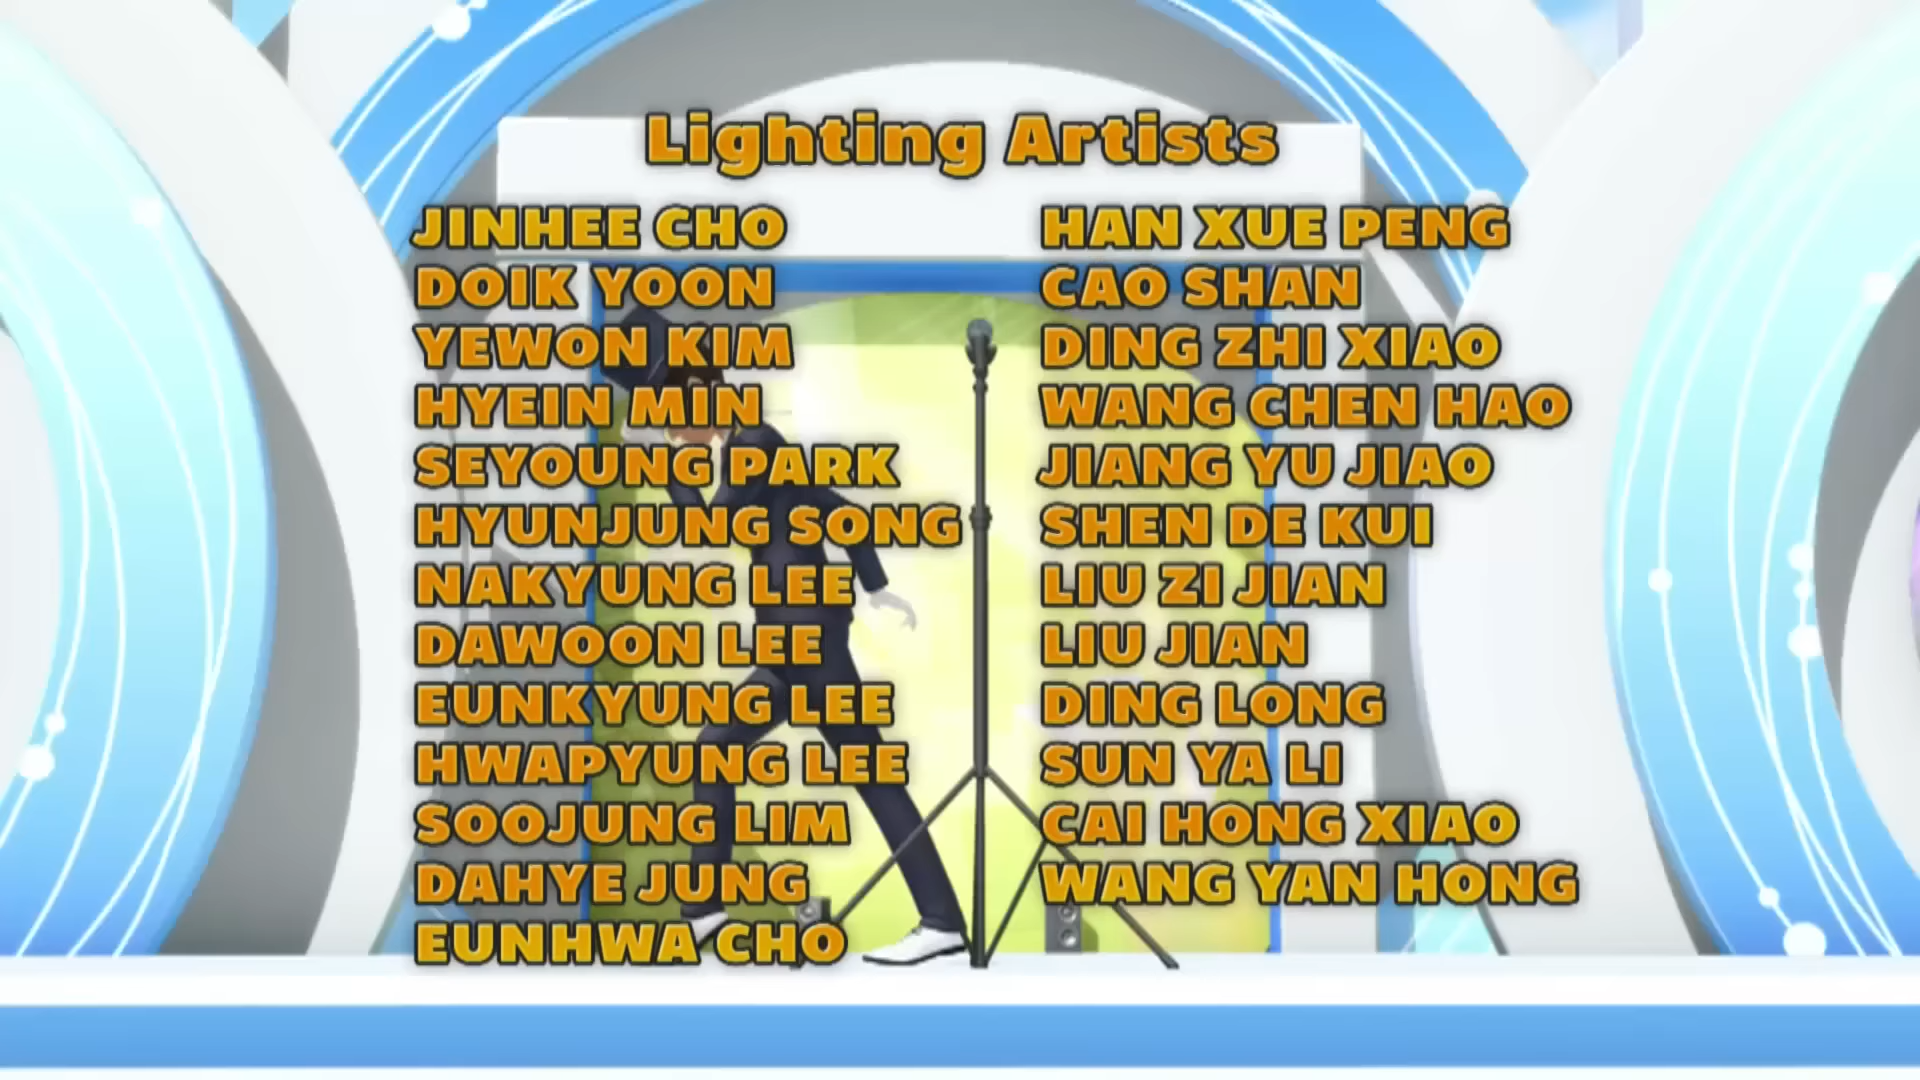 Lighting Artists
JINHEE CHO
DOIK YOON
YEWON KIM
HYEIN MIN
SEYOUNG PARK
HYUNJUNG SONG
NAKYUNG LEE
DAWOON LEE
EUNKYUNG LEE
HWAPYUNG LEE
SOOJUNG LIM
DAHYE JUNG
EUNHWA CHO
HAN XUE PENG
CAO SHAN
DING ZHI XIAO
WANG CHEN HAO
JIANG YU JIAO
SHEN DE KUI
LIU ZI JIAN
LIU JIAN
DING LONG
SUN YA LI
CAI HONG XIAO
WANG YAN HONG